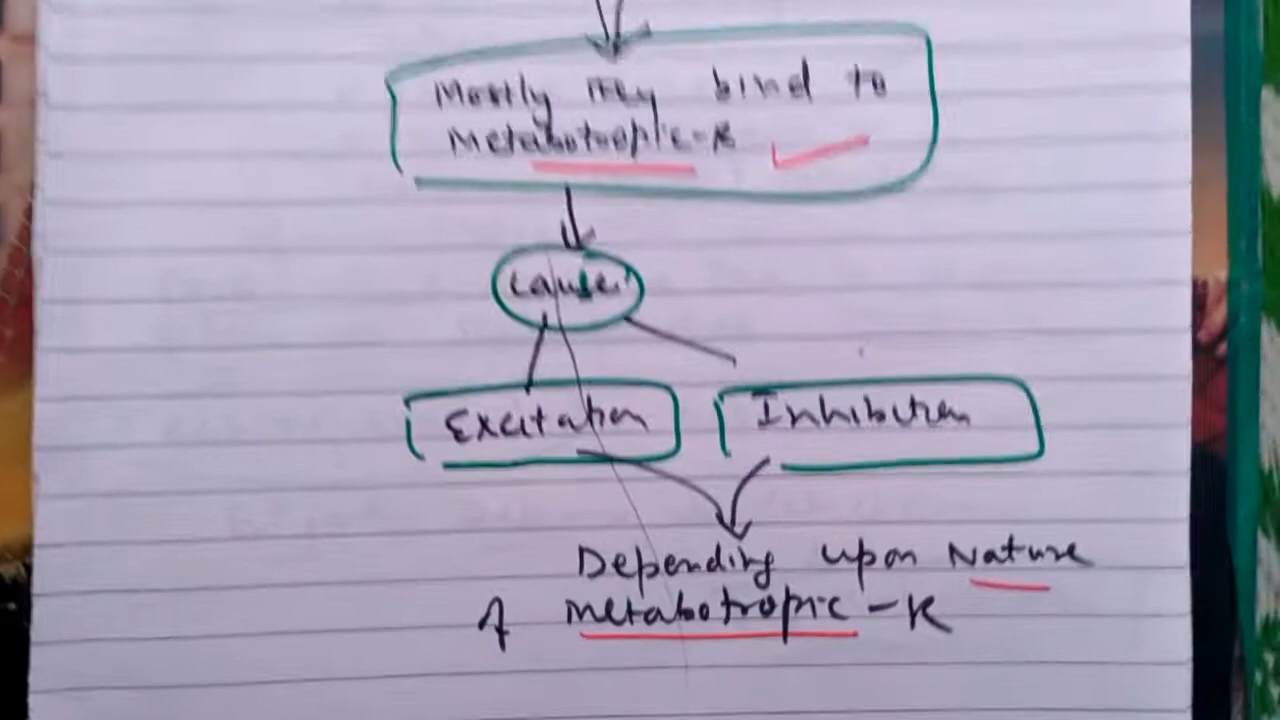 Mostly they bind to
Metabotropic-R
cause
Excitation
Inhibition
Depending upon Nature
of metabotropic-R